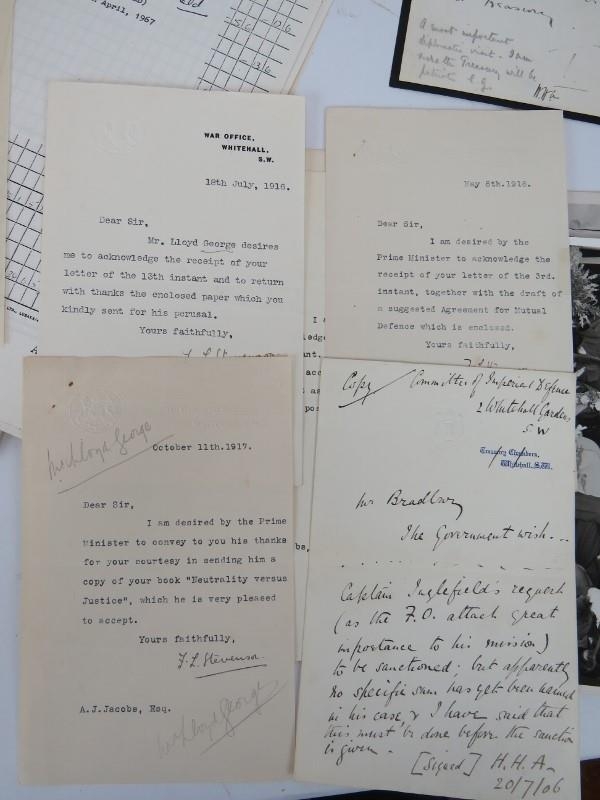 April, 1967
Treasury
A most important
diplomatic visit - I am
sure the Treasury will be
patient
WAR OFFICE,
WHITEHALL,
S.W.
18th July, 1916.
Dear Sir,
Mr. Lloyd George desires
me to acknowledge the receipt of your
letter of the 13th instant and to return
with thanks the enclosed paper which you
kindly sent for his perusal.
Yours faithfully,
May 8th.1918.
Dear Sir,
I am desired by the
Prime Minister to acknowledge the
receipt of your letter of the 3rd.
instant, together with the draft of
a suggested Agreement for Mutual
Defence which is enclosed.
Yours faithfully,
Mr Lloyd George
October 11th.1917.
Dear Sir,
I am desired by the Prime
Minister to convey to you his thanks
for your courtesy in sending him a
copy of your book "Neutrality versus
Justice", which he is very pleased
to accept.
Yours faithfully,
F. L. Stevenson
A.J.Jacobs, Esq.
Mr Lloyd George
Copy
Committee of Imperial Defence
2 Whitehall Gardens
S W
Treasury Chambers,
Whitehall, S.W.
Mr Bradbury
The Government wish...
Captain Inglefield's request
(as the F.O. attach great
importance to his mission)
to be sanctioned; but apparently
no specific sum has yet been named
in his case, & I have said that
this must be done before the sanction
is given.
[Signed] H. H. A.
20/7/06